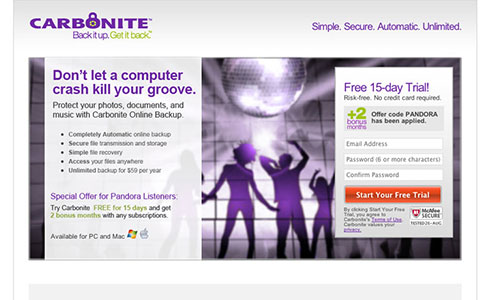 CARBONITE™
Back it up. Get it back.™
Simple. Secure. Automatic. Unlimited.
Don't let a computer
crash kill your groove.
Protect your photos, documents, and
music with Carbonite Online Backup.
• Completely Automatic online backup
• Secure file transmission and storage
• Simple file recovery
• Access your files anywhere
• Unlimited backup for $59 per year
Special Offer for Pandora Listeners:
Try Carbonite FREE for 15 days and get
2 bonus months with any subscriptions.
Available for PC and Mac
Free 15-day Trial!
Risk-free. No credit card required.
+2
bonus
months
Offer code PANDORA
has been applied.
Email Address
Password (6 or more characters)
Confirm Password
Start Your Free Trial
By clicking Start Your Free
Trial, you agree to
Carbonite's Terms of Use.
Carbonite values your
privacy.
McAfee
SECURE
TESTED 26-AUG